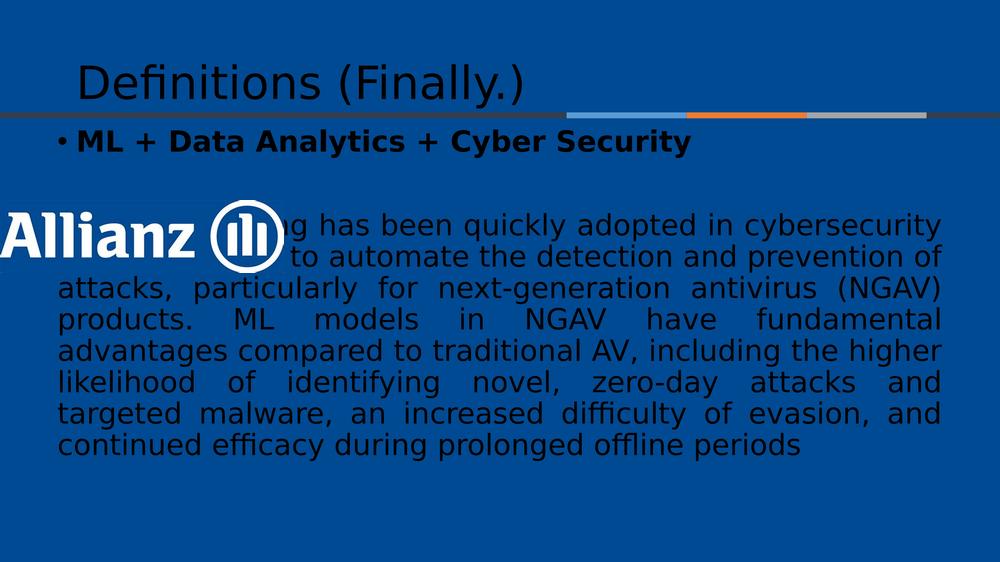 Definitions (Finally.)
• ML + Data Analytics + Cyber Security
Allianz
has been quickly adopted in cybersecurity
to automate the detection and prevention of
attacks, particularly for next-generation antivirus (NGAV)
products. ML models in NGAV have fundamental
advantages compared to traditional AV, including the higher
likelihood of identifying novel, zero-day attacks and
targeted malware, an increased difficulty of evasion, and
continued efficacy during prolonged offline periods